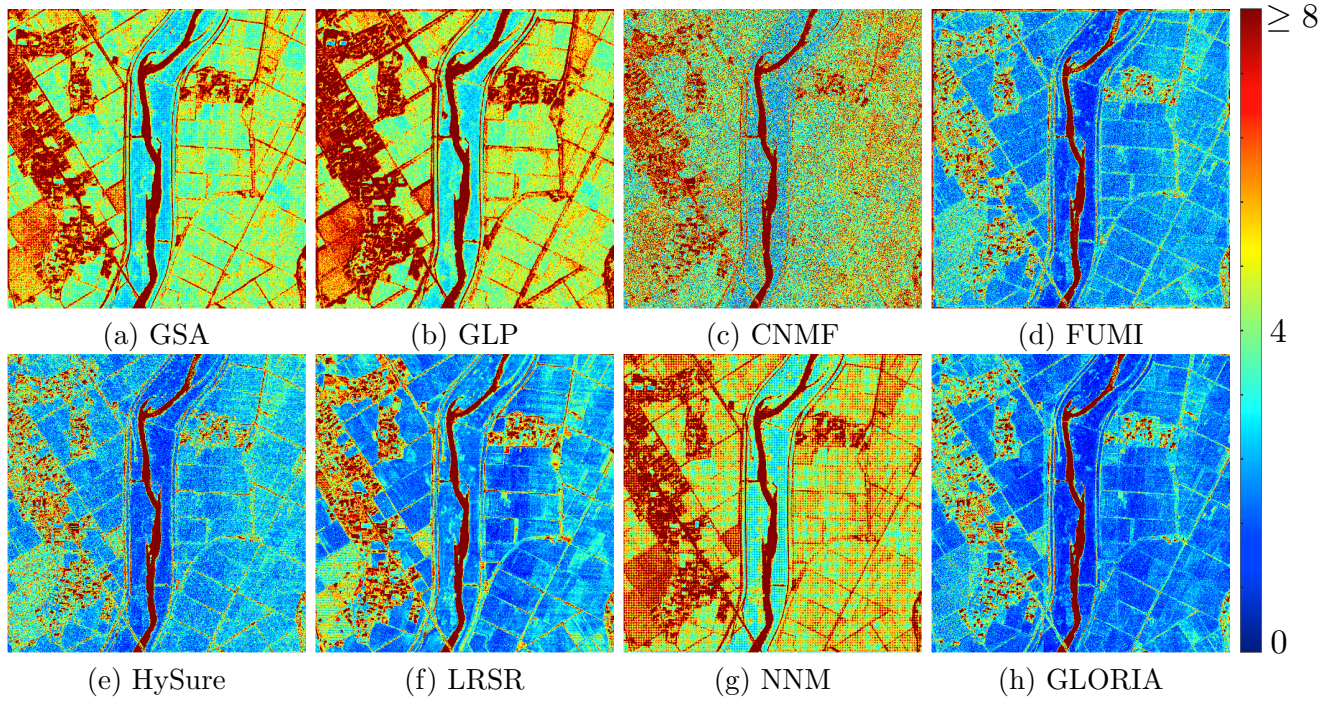 ≥ 8
(a) GSA
(b) GLP
(c) CNMF
(d) FUMI
4
(e) HySure
(f) LRSR
(g) NNM
(h) GLORIA
0